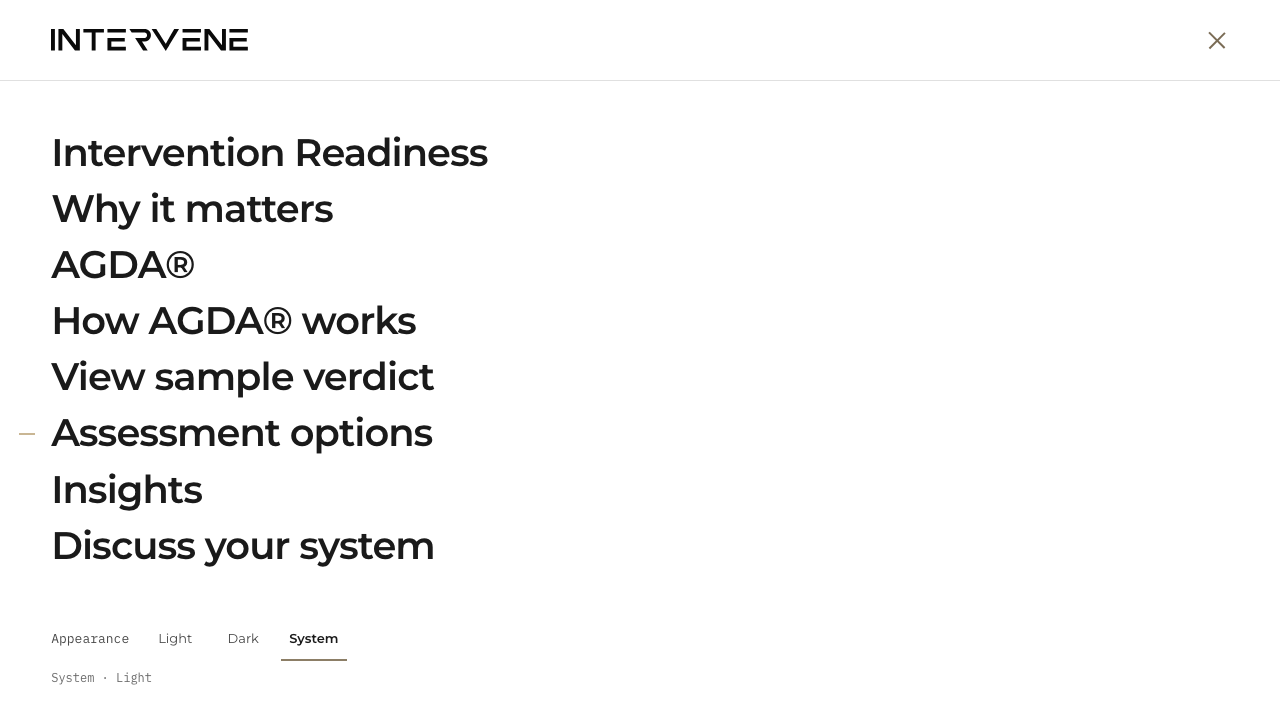 INTERVENE
Intervention Readiness
Why it matters
AGDA®
How AGDA® works
View sample verdict
Assessment options
Insights
Discuss your system
Appearance Light Dark System
System · Light